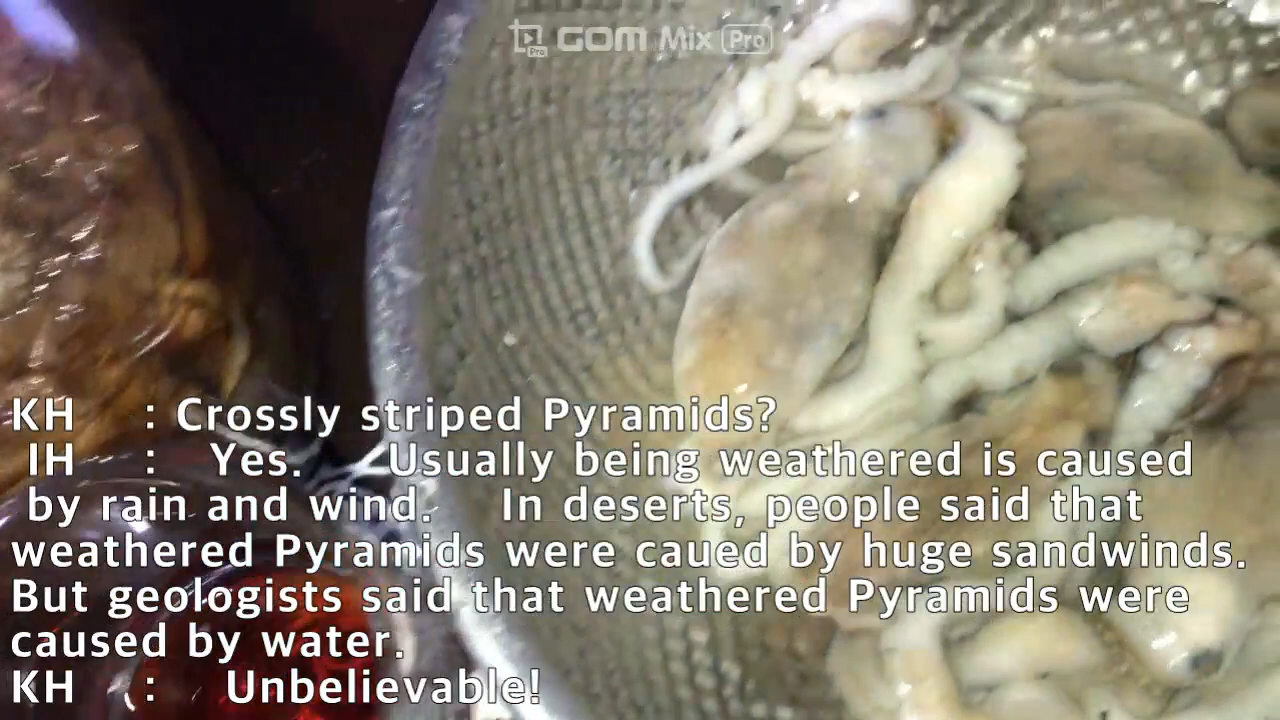 Pro GOM Mix Pro
KH : Crossly striped Pyramids?
IH : Yes. Usually being weathered is caused
by rain and wind. In deserts, people said that
weathered Pyramids were caued by huge sandwinds.
But geologists said that weathered Pyramids were
caused by water.
KH : Unbelievable!